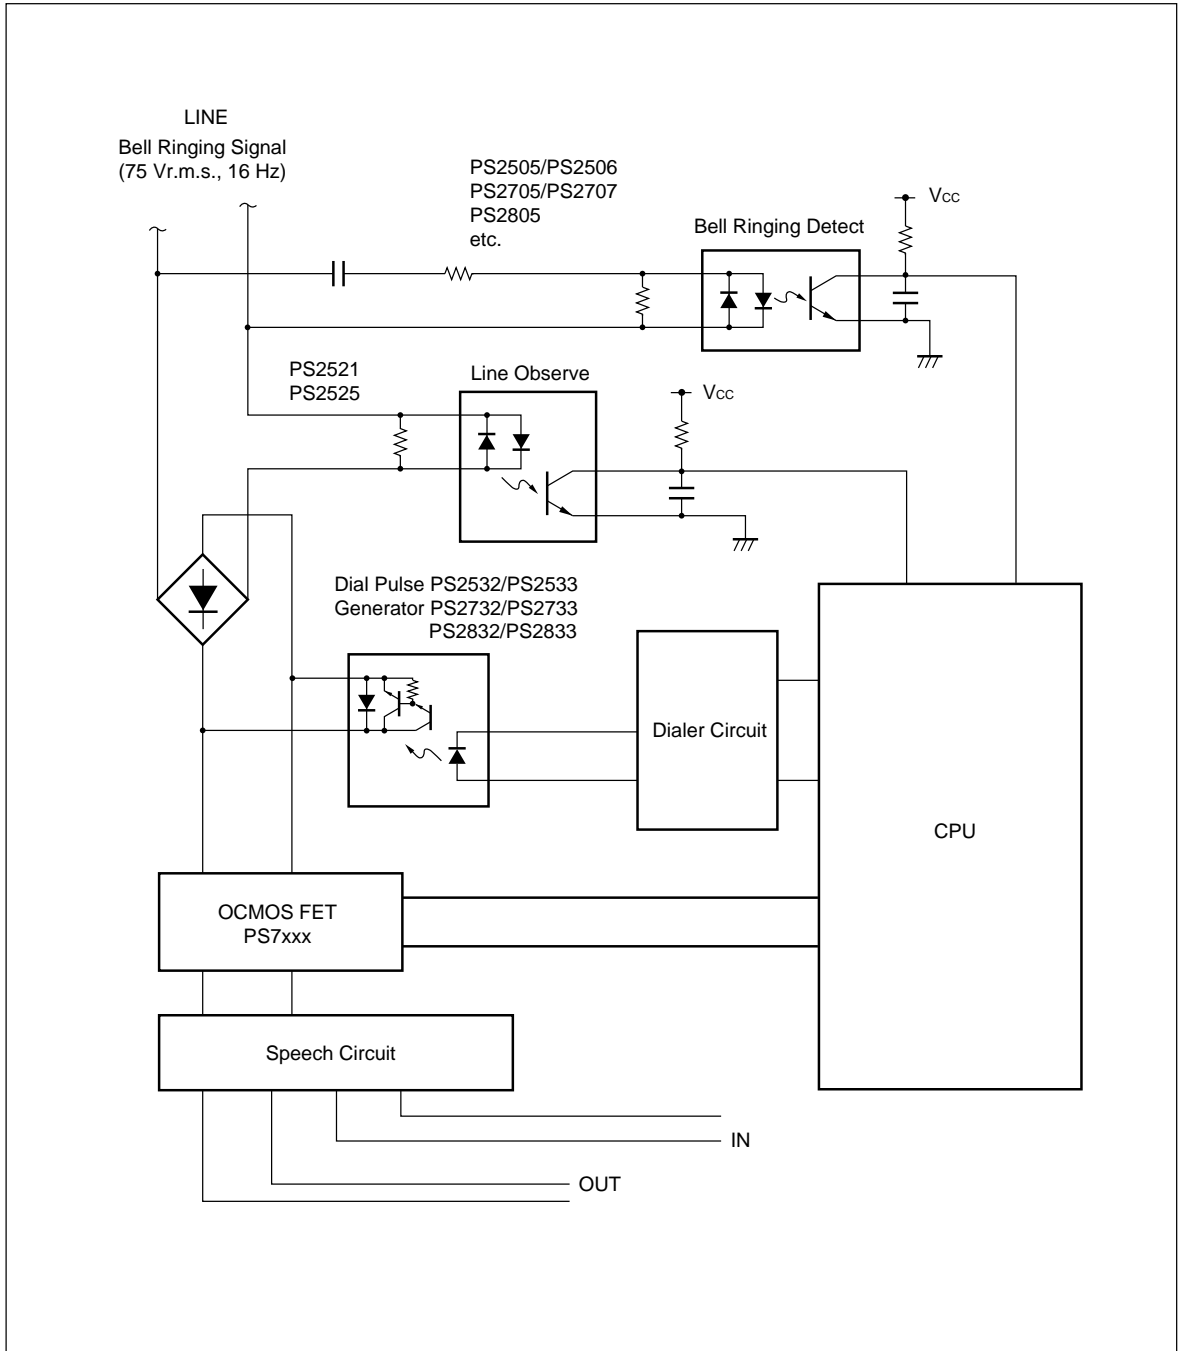 LINE
Bell Ringing Signal
(75 Vr.m.s., 16 Hz)
PS2505/PS2506
PS2705/PS2707
PS2805
etc.
Bell Ringing Detect
VCC
PS2521
PS2525
Line Observe
VCC
Dial Pulse PS2532/PS2533
Generator PS2732/PS2733
PS2832/PS2833
Dialer Circuit
CPU
OCMOS FET
PS7xxx
Speech Circuit
IN
OUT